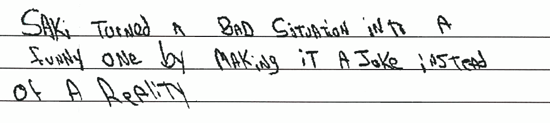 SAKi TURNed A BAD SiTUATiON iNTo A
fuNNy ONe by MAKiNg iT A JoKe iNSTeAD
Of A ReAliTY